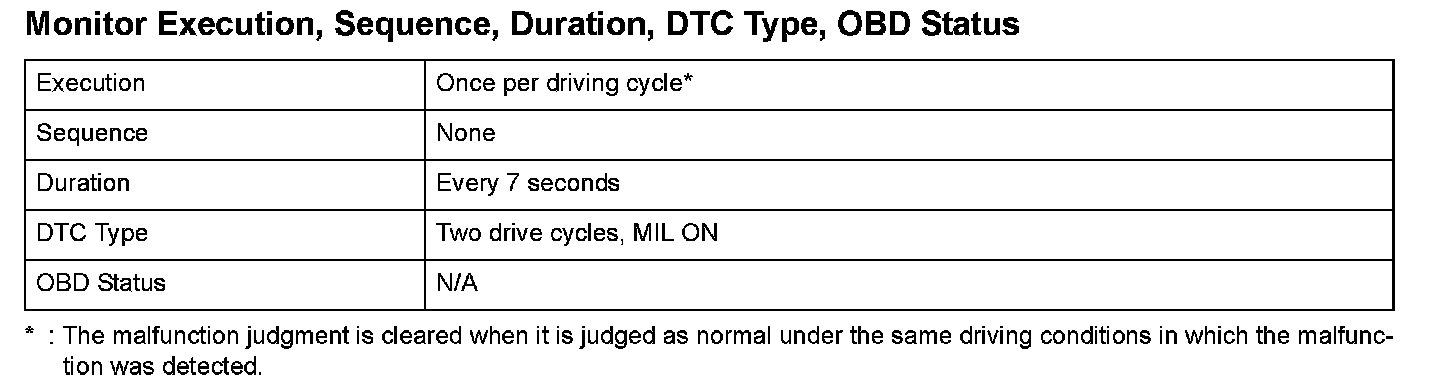 Monitor Execution, Sequence, Duration, DTC Type, OBD Status
Execution Once per driving cycle*
Sequence None
Duration Every 7 seconds
DTC Type Two drive cycles, MIL ON
OBD Status N/A
* : The malfunction judgment is cleared when it is judged as normal under the same driving conditions in which the malfunc-
tion was detected.